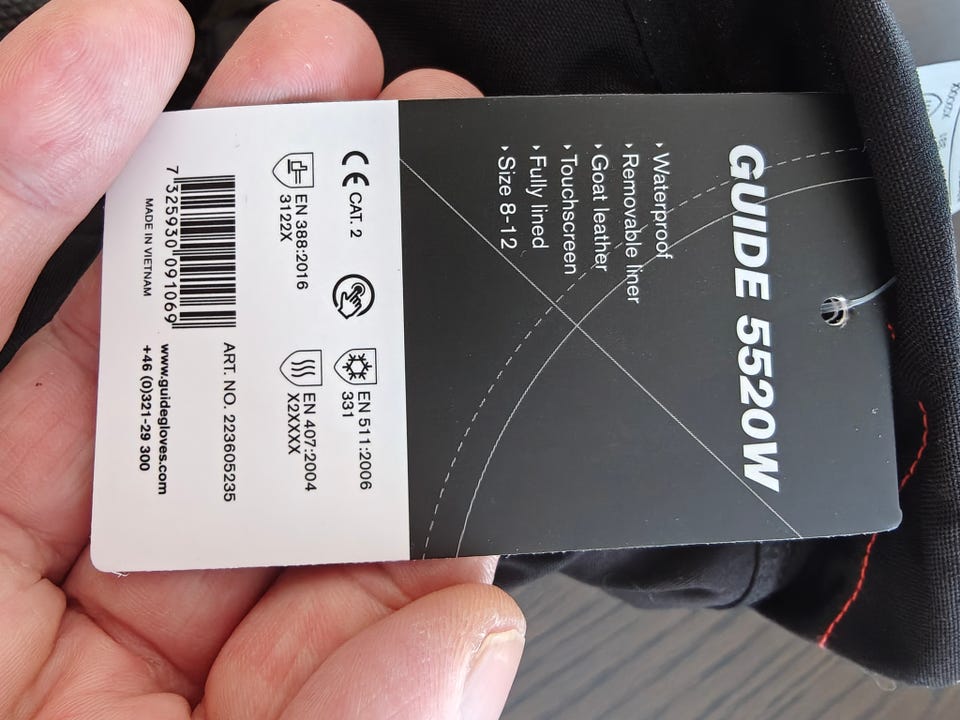 GUIDE 5520W
› Waterproof
› Removable liner
› Goat leather
› Touchscreen
› Fully lined
› Size 8-12
CE CAT. 2
EN 511:2006
331
EN 388:2016
3122X
EN 407:2004
X2XXXX
ART. NO. 223605235
7 325930 091069
MADE IN VIETNAM
www.guidegloves.com
+46 (0)321-29 300